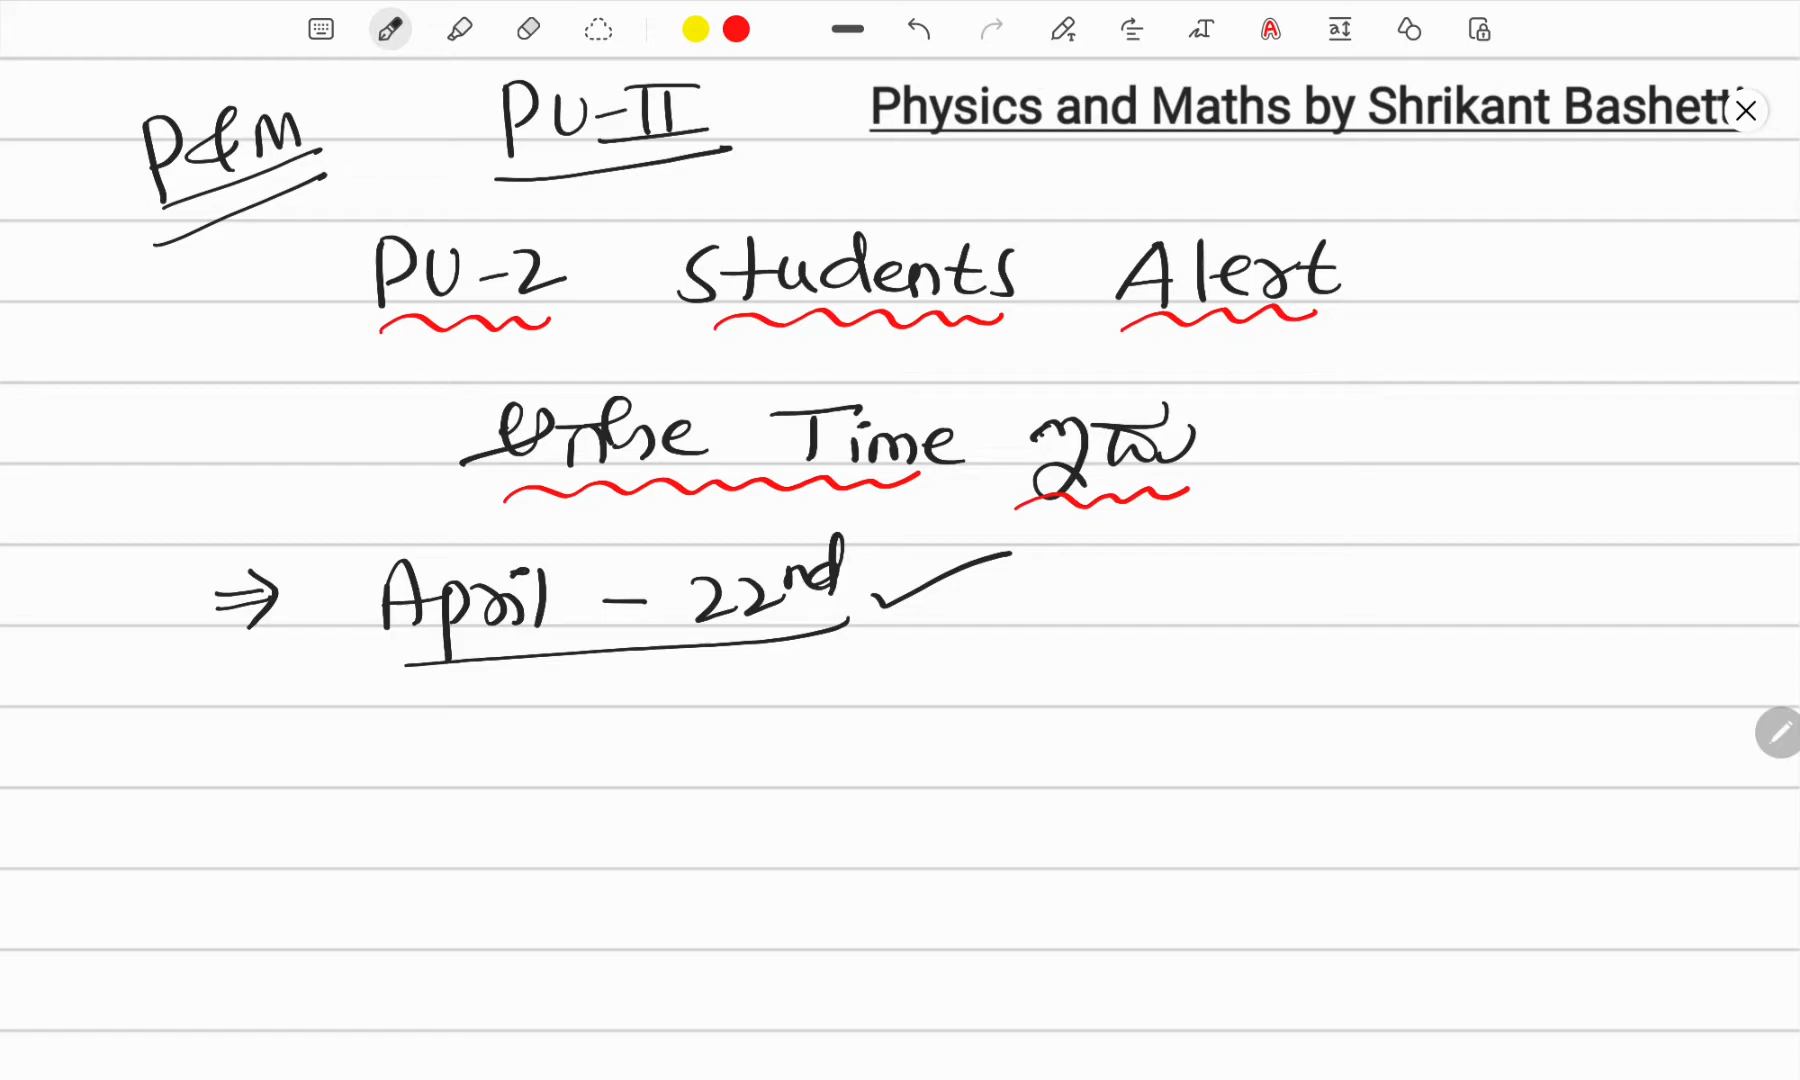 P&M PU-II Physics and Maths by Shrikant Bashett
PU-2 students Alert
Time
⇒ April - 22nd ✓